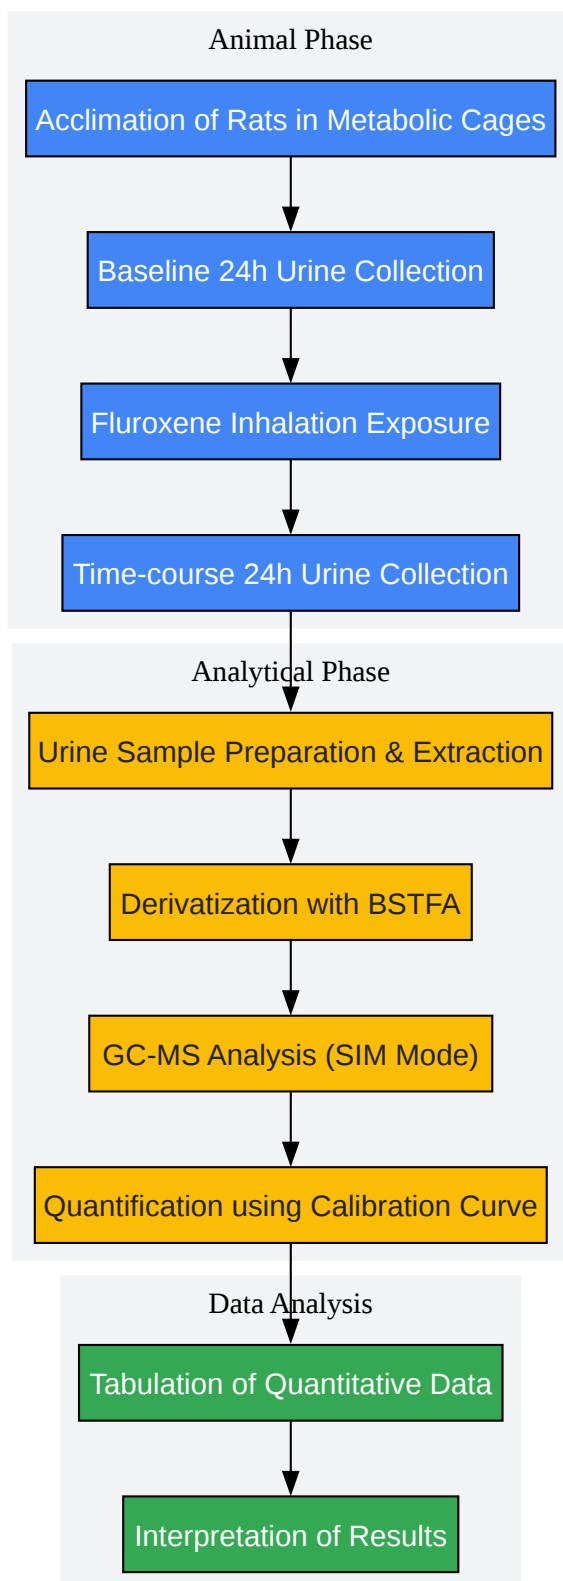 Animal Phase
Acclimation of Rats in Metabolic Cages
Baseline 24h Urine Collection
Fluroxene Inhalation Exposure
Time-course 24h Urine Collection
Analytical Phase
Urine Sample Preparation & Extraction
Derivatization with BSTFA
GC-MS Analysis (SIM Mode)
Quantification using Calibration Curve
Data Analysis
Tabulation of Quantitative Data
Interpretation of Results